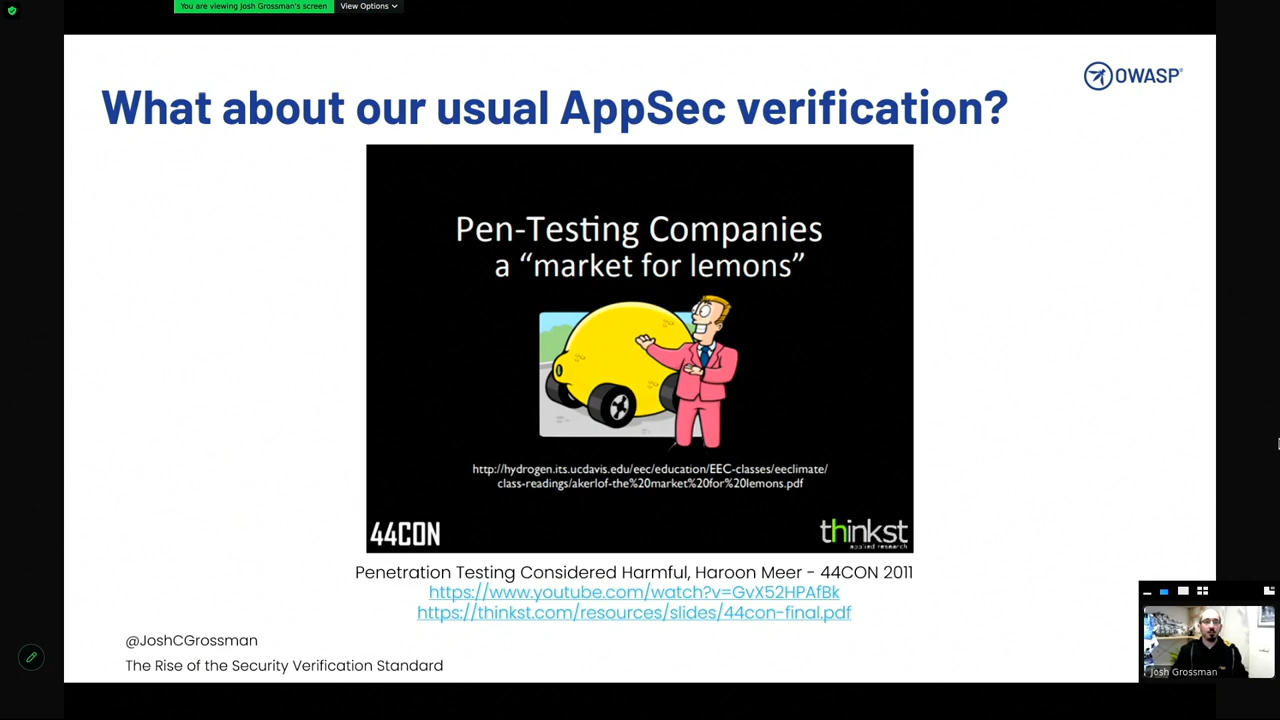 You are viewing Josh Grossman's screen View Options
OWASP
What about our usual AppSec verification?
Pen-Testing Companies
a "market for lemons"
http://hydrogen.its.ucdavis.edu/eec/education/EEC-classes/eeclimate/
class-readings/akerlof-the%20market%20for%20lemons.pdf
44CON
thinkst
applied research
Penetration Testing Considered Harmful, Haroon Meer - 44CON 2011
https://www.youtube.com/watch?v=GvX52HPAfBk
https://thinkst.com/resources/slides/44con-final.pdf
@JoshCGrossman
The Rise of the Security Verification Standard
Josh Grossman